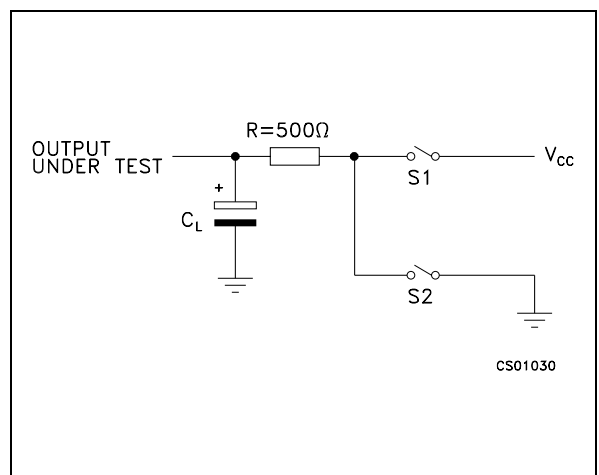 R=500Ω
OUTPUT
UNDER TEST
V_CC
S1
+
C_L
S2
CS01030